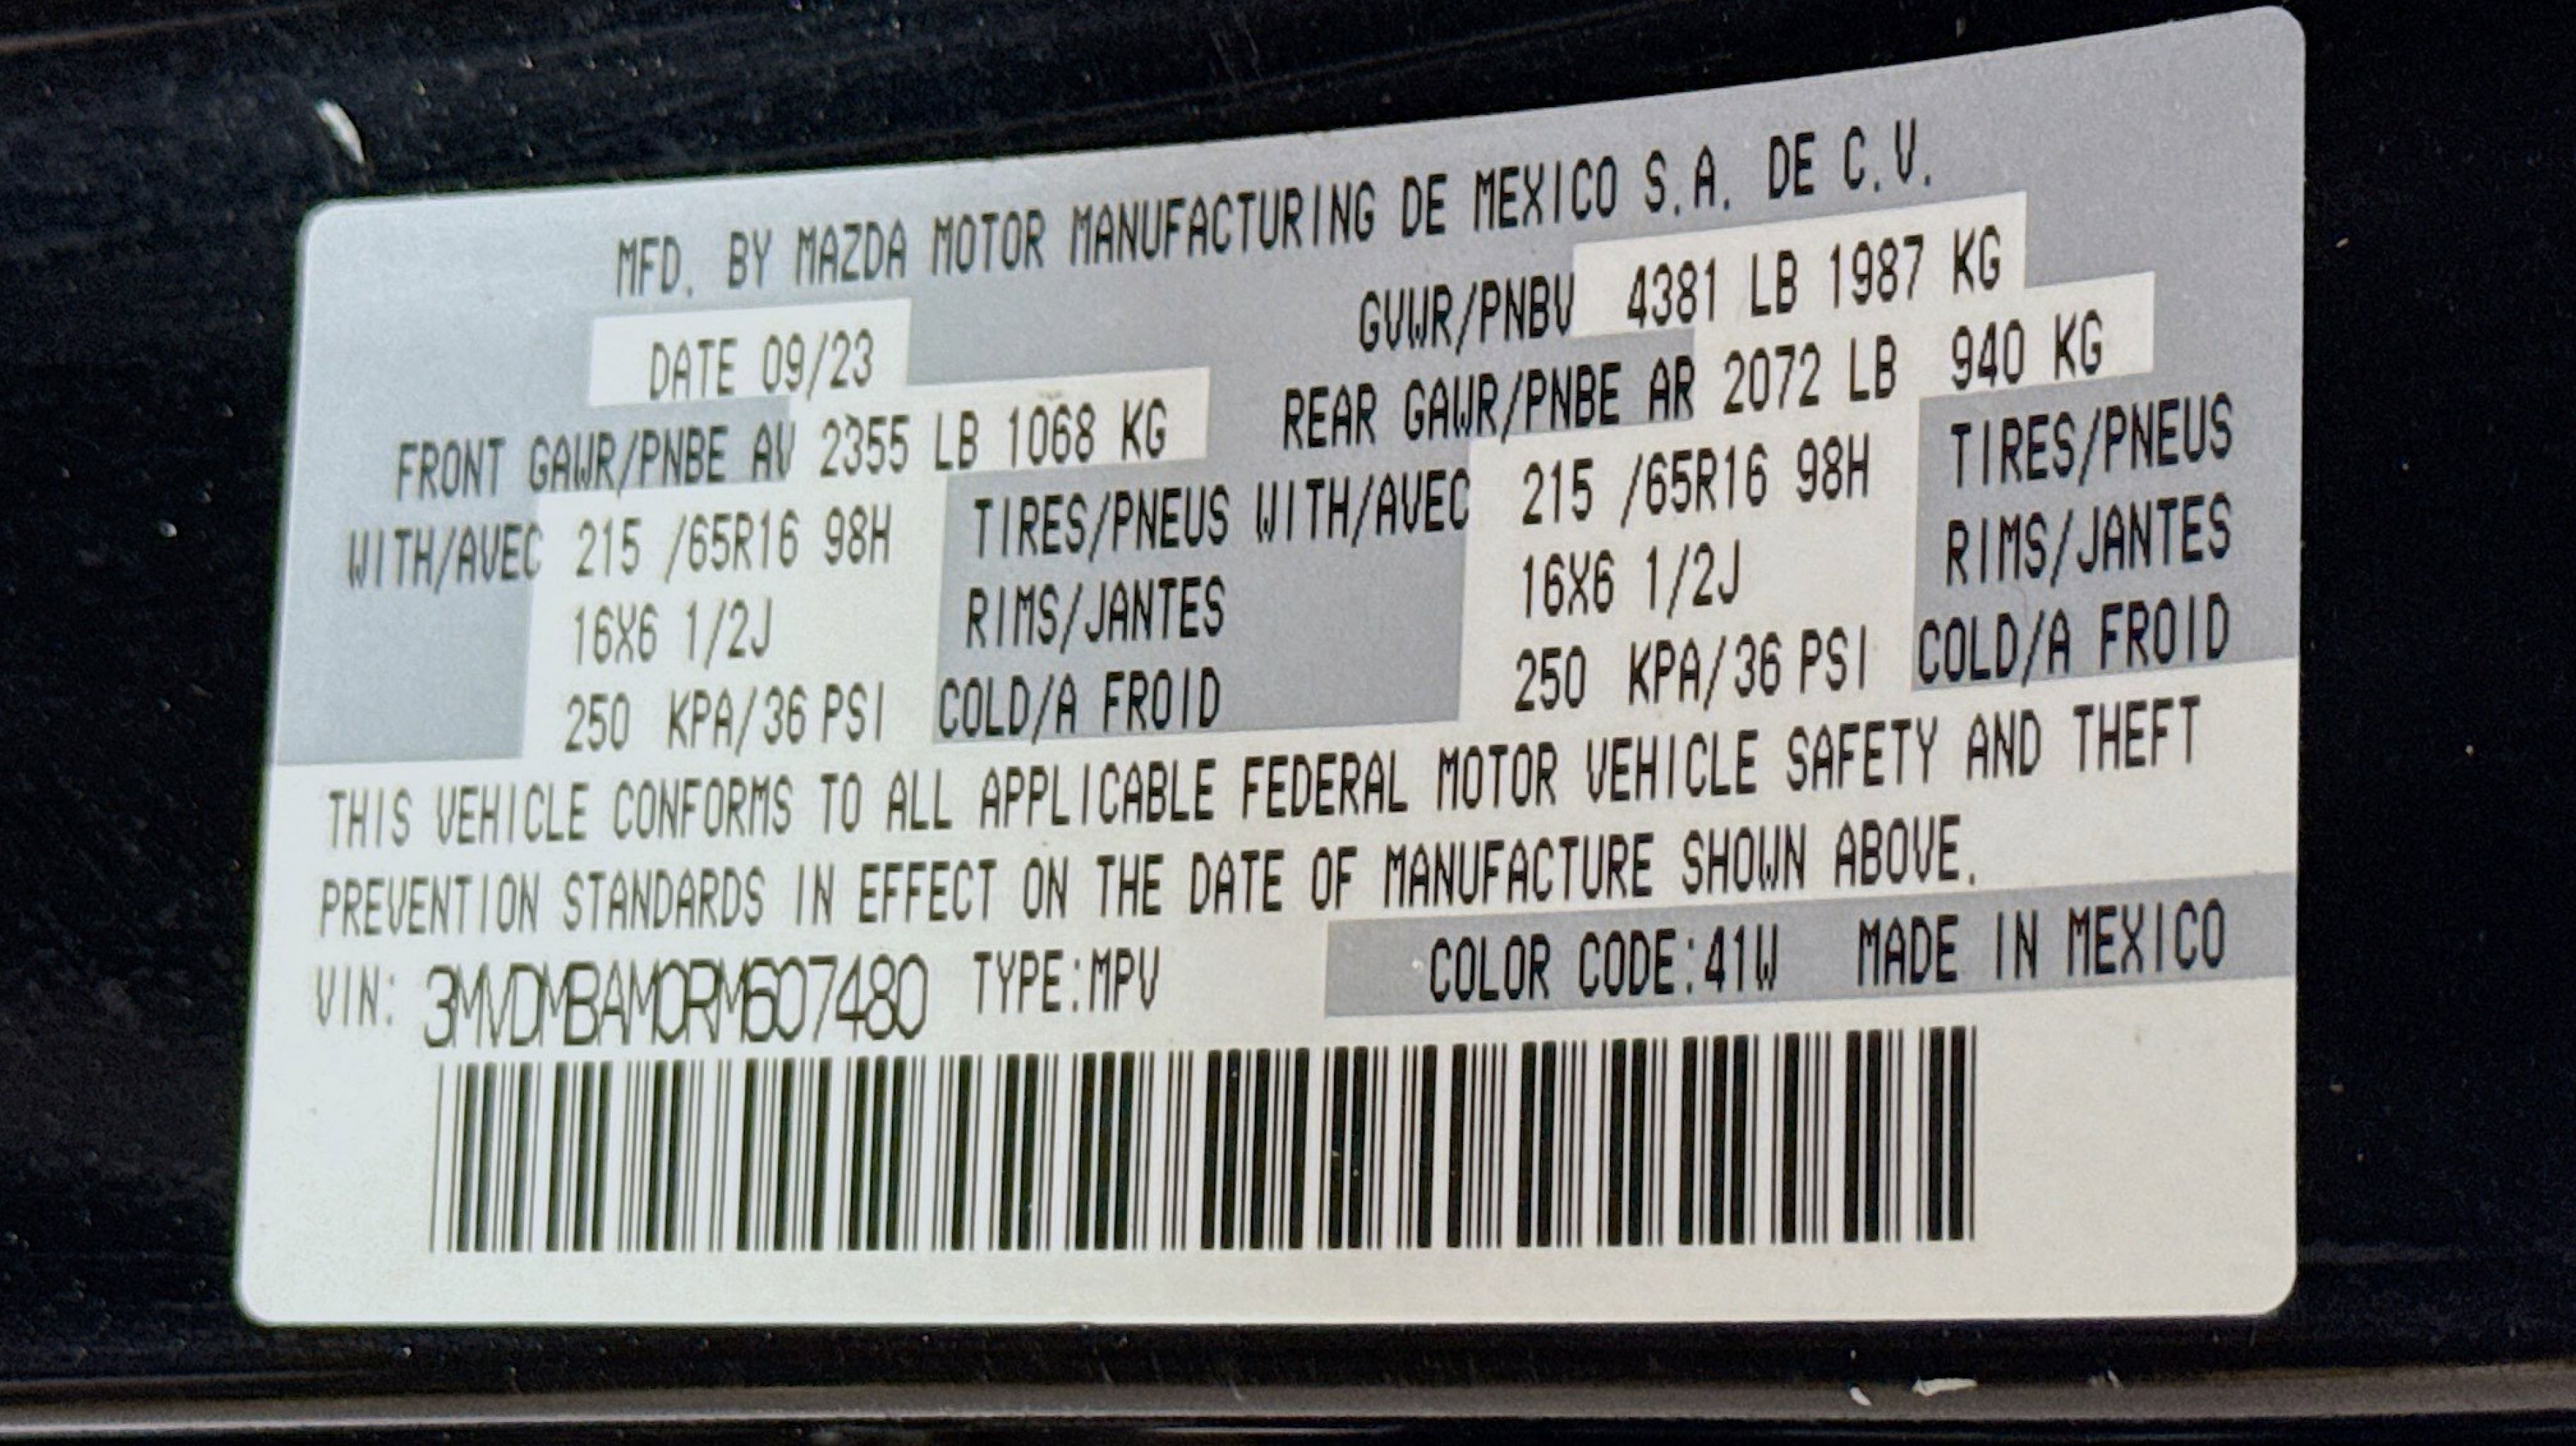 MFD. BY MAZDA MOTOR MANUFACTURING DE MEXICO S.A. DE C.V.
DATE 09/23 GVWR/PNBV 4381 LB 1987 KG
FRONT GAWR/PNBE AV 2355 LB 1068 KG REAR GAWR/PNBE AR 2072 LB 940 KG
WITH/AVEC 215 /65R16 98H TIRES/PNEUS WITH/AVEC 215 /65R16 98H TIRES/PNEUS
16X6 1/2J RIMS/JANTES 16X6 1/2J RIMS/JANTES
250 KPA/36 PSI COLD/A FROID 250 KPA/36 PSI COLD/A FROID
THIS VEHICLE CONFORMS TO ALL APPLICABLE FEDERAL MOTOR VEHICLE SAFETY AND THEFT
PREVENTION STANDARDS IN EFFECT ON THE DATE OF MANUFACTURE SHOWN ABOVE.
VIN: 3MVDMBAM0RM607480 TYPE:MPV COLOR CODE:41W MADE IN MEXICO